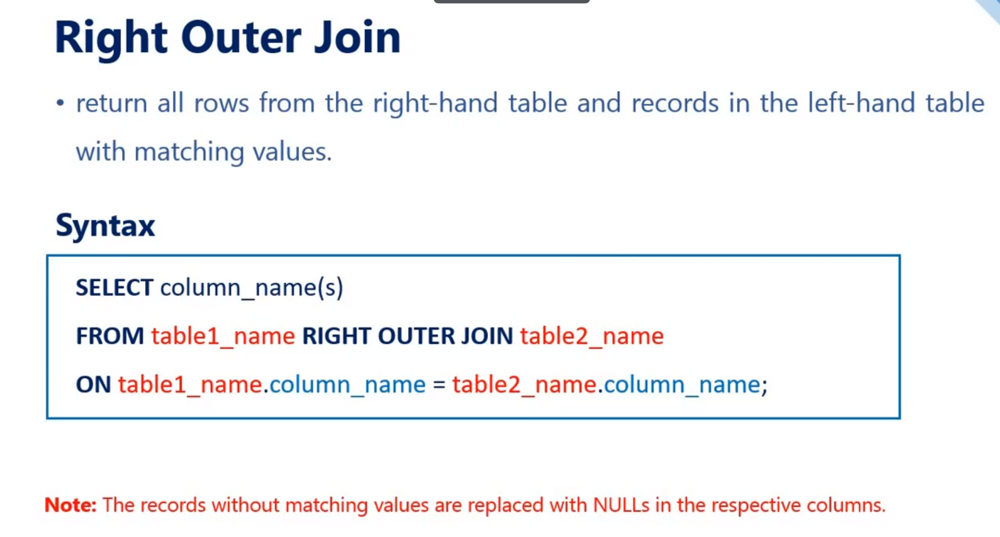 Right Outer Join
• return all rows from the right-hand table and records in the left-hand table
with matching values.
Syntax
SELECT column_name(s)
FROM table1_name RIGHT OUTER JOIN table2_name
ON table1_name.column_name = table2_name.column_name;
Note: The records without matching values are replaced with NULLs in the respective columns.